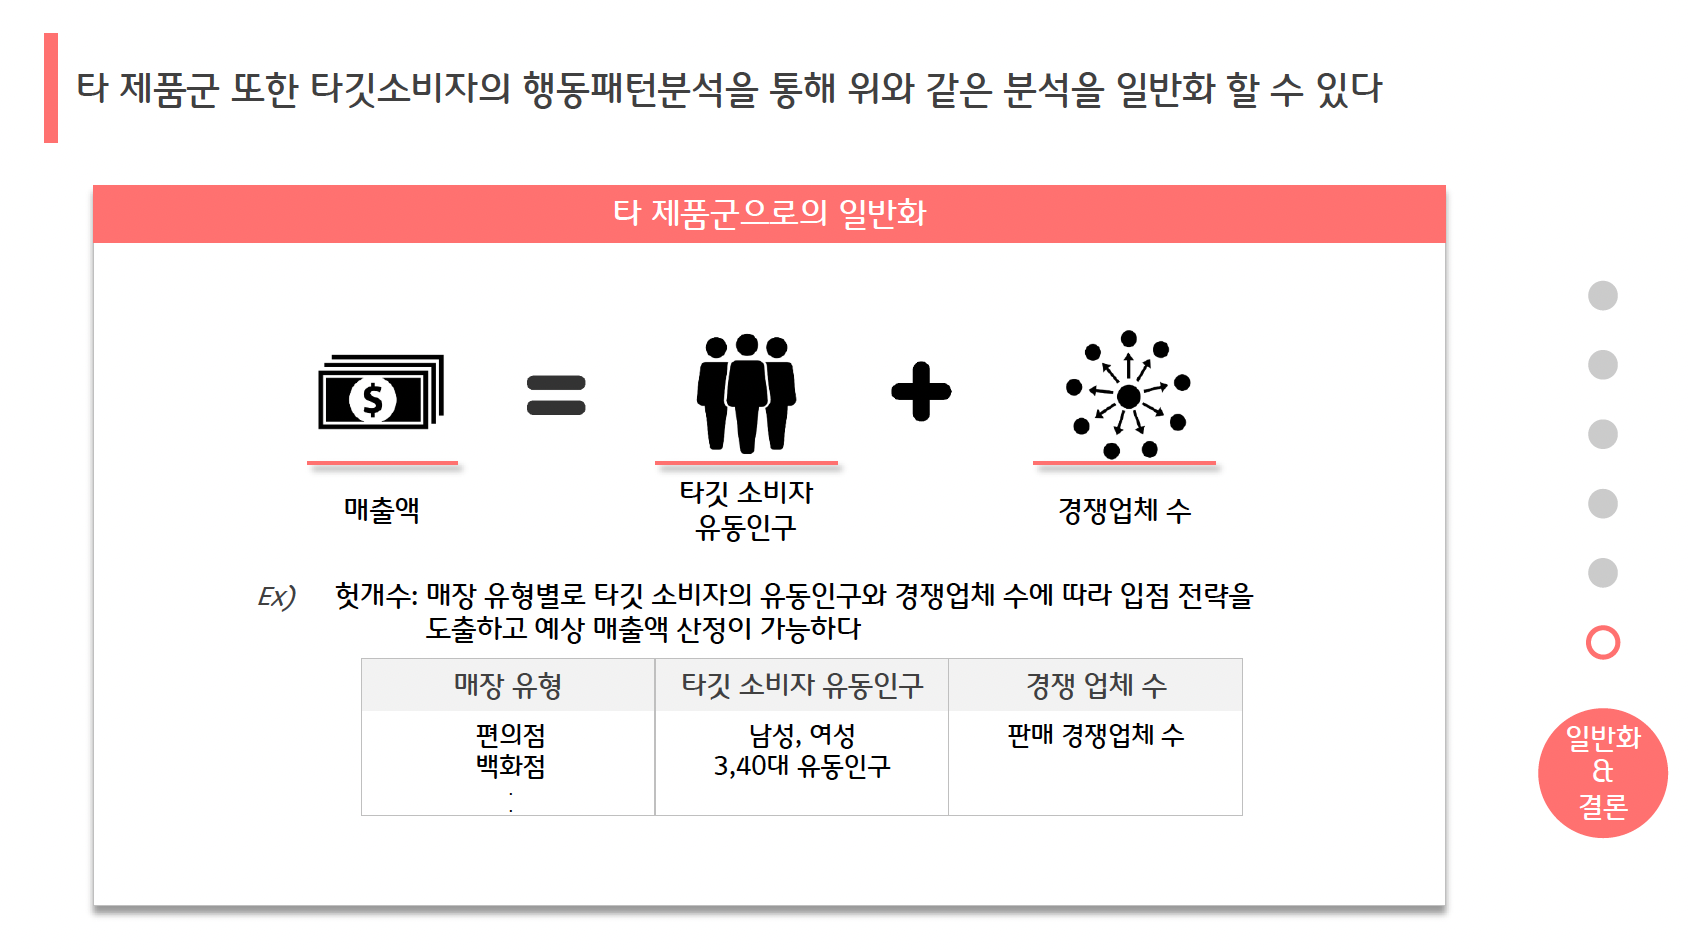 타 제품군 또한 타깃소비자의 행동패턴분석을 통해 위와 같은 분석을 일반화 할 수 있다
타 제품군으로의 일반화
$
매출액
타깃 소비자
유동인구
경쟁업체 수
Ex) 헛개수: 매장 유형별로 타깃 소비자의 유동인구와 경쟁업체 수에 따라 입점 전략을
도출하고 예상 매출액 산정이 가능하다
매장 유형 타깃 소비자 유동인구 경쟁 업체 수
편의점 남성, 여성 판매 경쟁업체 수
백화점 3,40대 유동인구
.
.
일반화
&
결론